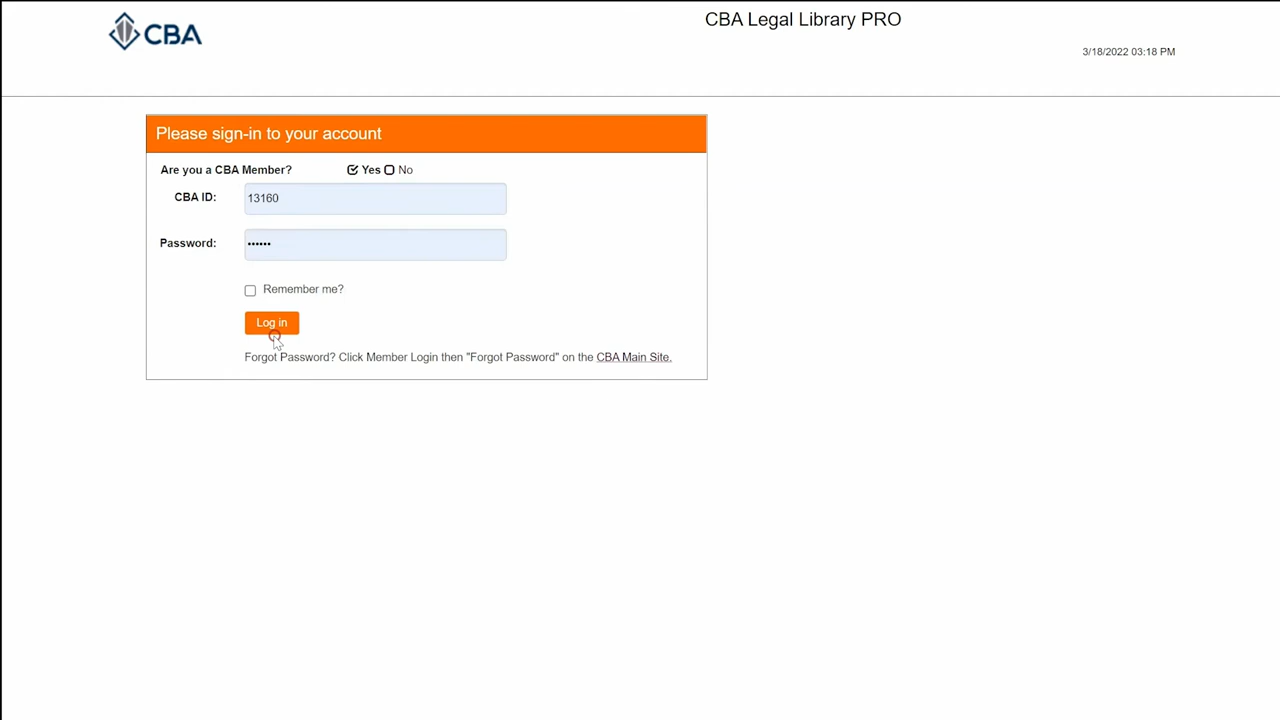 CBA
CBA Legal Library PRO
3/18/2022 03:18 PM
Please sign-in to your account
Are you a CBA Member? Yes No
CBA ID: 13160
Password: ••••••
Remember me?
Log in
Forgot Password? Click Member Login then "Forgot Password" on the CBA Main Site.